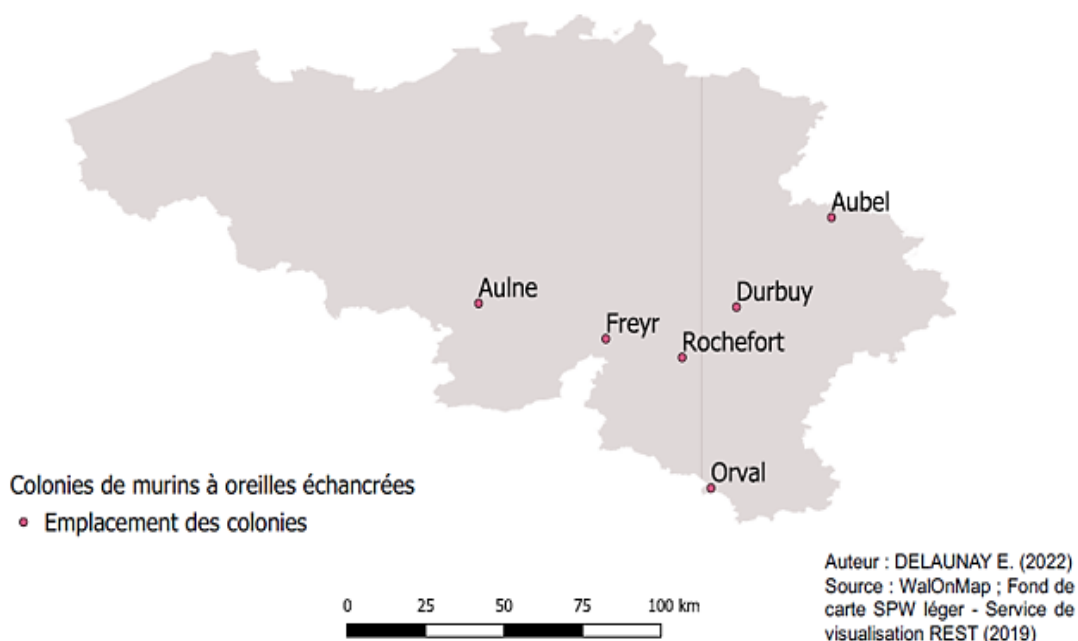 Aubel
Aulne
Durbuy
Freyr
Rochefort
Orval
Colonies de murins à oreilles échancrées
Emplacement des colonies
0 25 50 75 100 km
Auteur : DELAUNAY E. (2022)
Source : WalOnMap ; Fond de
carte SPW léger - Service de
visualisation REST (2019)